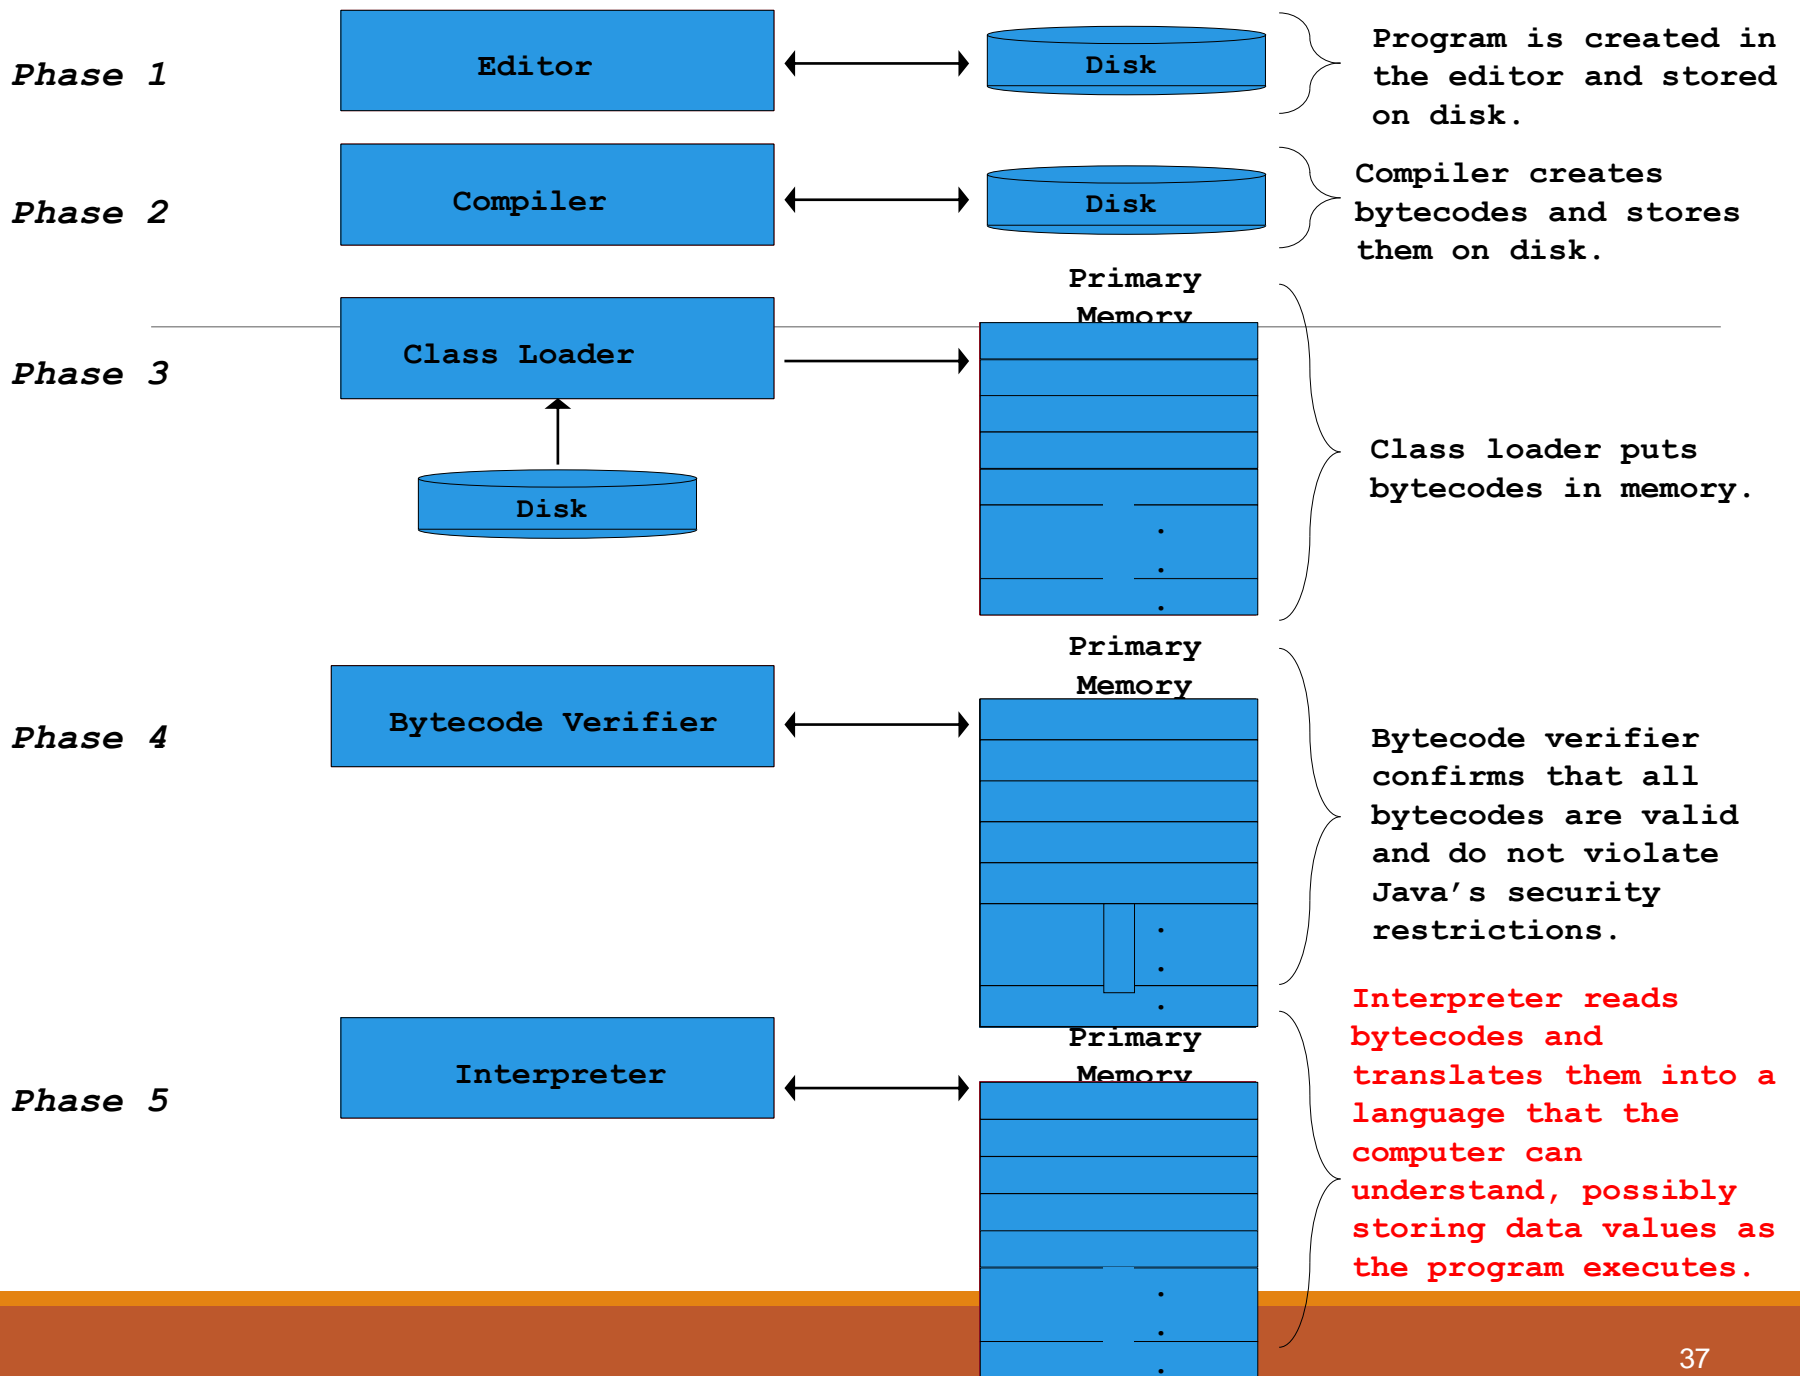 Phase 1
Editor
Disk
Program is created in
the editor and stored
on disk.
Phase 2
Compiler
Disk
Compiler creates
bytecodes and stores
them on disk.
Phase 3
Class Loader
Disk
Primary
Memory
.
.
.
Class loader puts
bytecodes in memory.
Phase 4
Bytecode Verifier
Primary
Memory
.
.
.
Bytecode verifier
confirms that all
bytecodes are valid
and do not violate
Java’s security
restrictions.
Phase 5
Interpreter
Primary
Memory
.
.
.
Interpreter reads
bytecodes and
translates them into a
language that the
computer can
understand, possibly
storing data values as
the program executes.
37